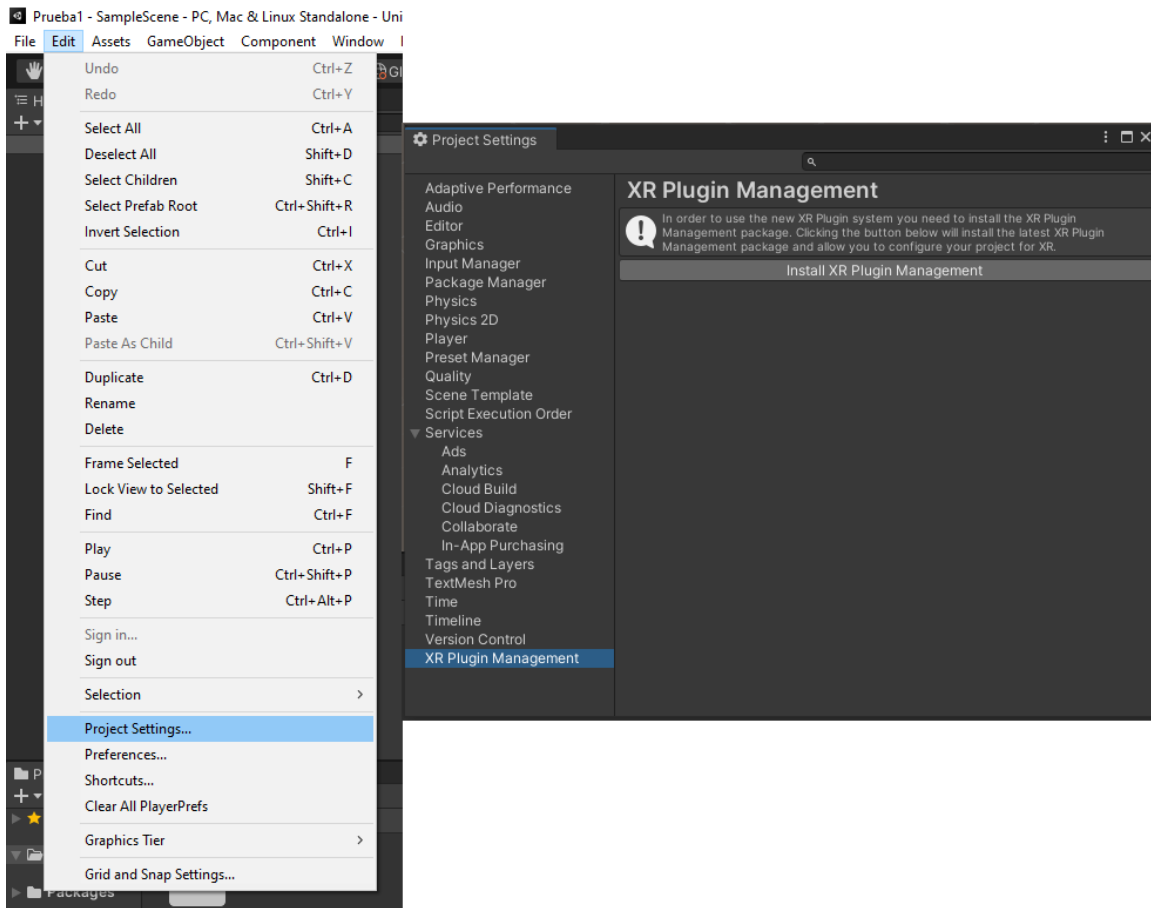 Prueba1 - SampleScene - PC, Mac & Linux Standalone - Uni
File Edit Assets GameObject Component Window
Undo Ctrl+Z
Redo Ctrl+Y
Select All Ctrl+A
Deselect All Shift+D
Select Children Shift+C
Select Prefab Root Ctrl+Shift+R
Invert Selection Ctrl+I
Cut Ctrl+X
Copy Ctrl+C
Paste Ctrl+V
Paste As Child Ctrl+Shift+V
Duplicate Ctrl+D
Rename
Delete
Frame Selected F
Lock View to Selected Shift+F
Find Ctrl+F
Play Ctrl+P
Pause Ctrl+Shift+P
Step Ctrl+Alt+P
Sign in...
Sign out
Selection >
Project Settings...
Preferences...
Shortcuts...
Clear All PlayerPrefs
Graphics Tier >
Grid and Snap Settings...
Packages
Project Settings
Adaptive Performance
Audio
Editor
Graphics
Input Manager
Package Manager
Physics
Physics 2D
Player
Preset Manager
Quality
Scene Template
Script Execution Order
Services
Ads
Analytics
Cloud Build
Cloud Diagnostics
Collaborate
In-App Purchasing
Tags and Layers
TextMesh Pro
Time
Timeline
Version Control
XR Plugin Management
XR Plugin Management
In order to use the new XR Plugin system you need to install the XR Plugin
Management package. Clicking the button below will install the latest XR Plugin
Management package and allow you to configure your project for XR.
Install XR Plugin Management